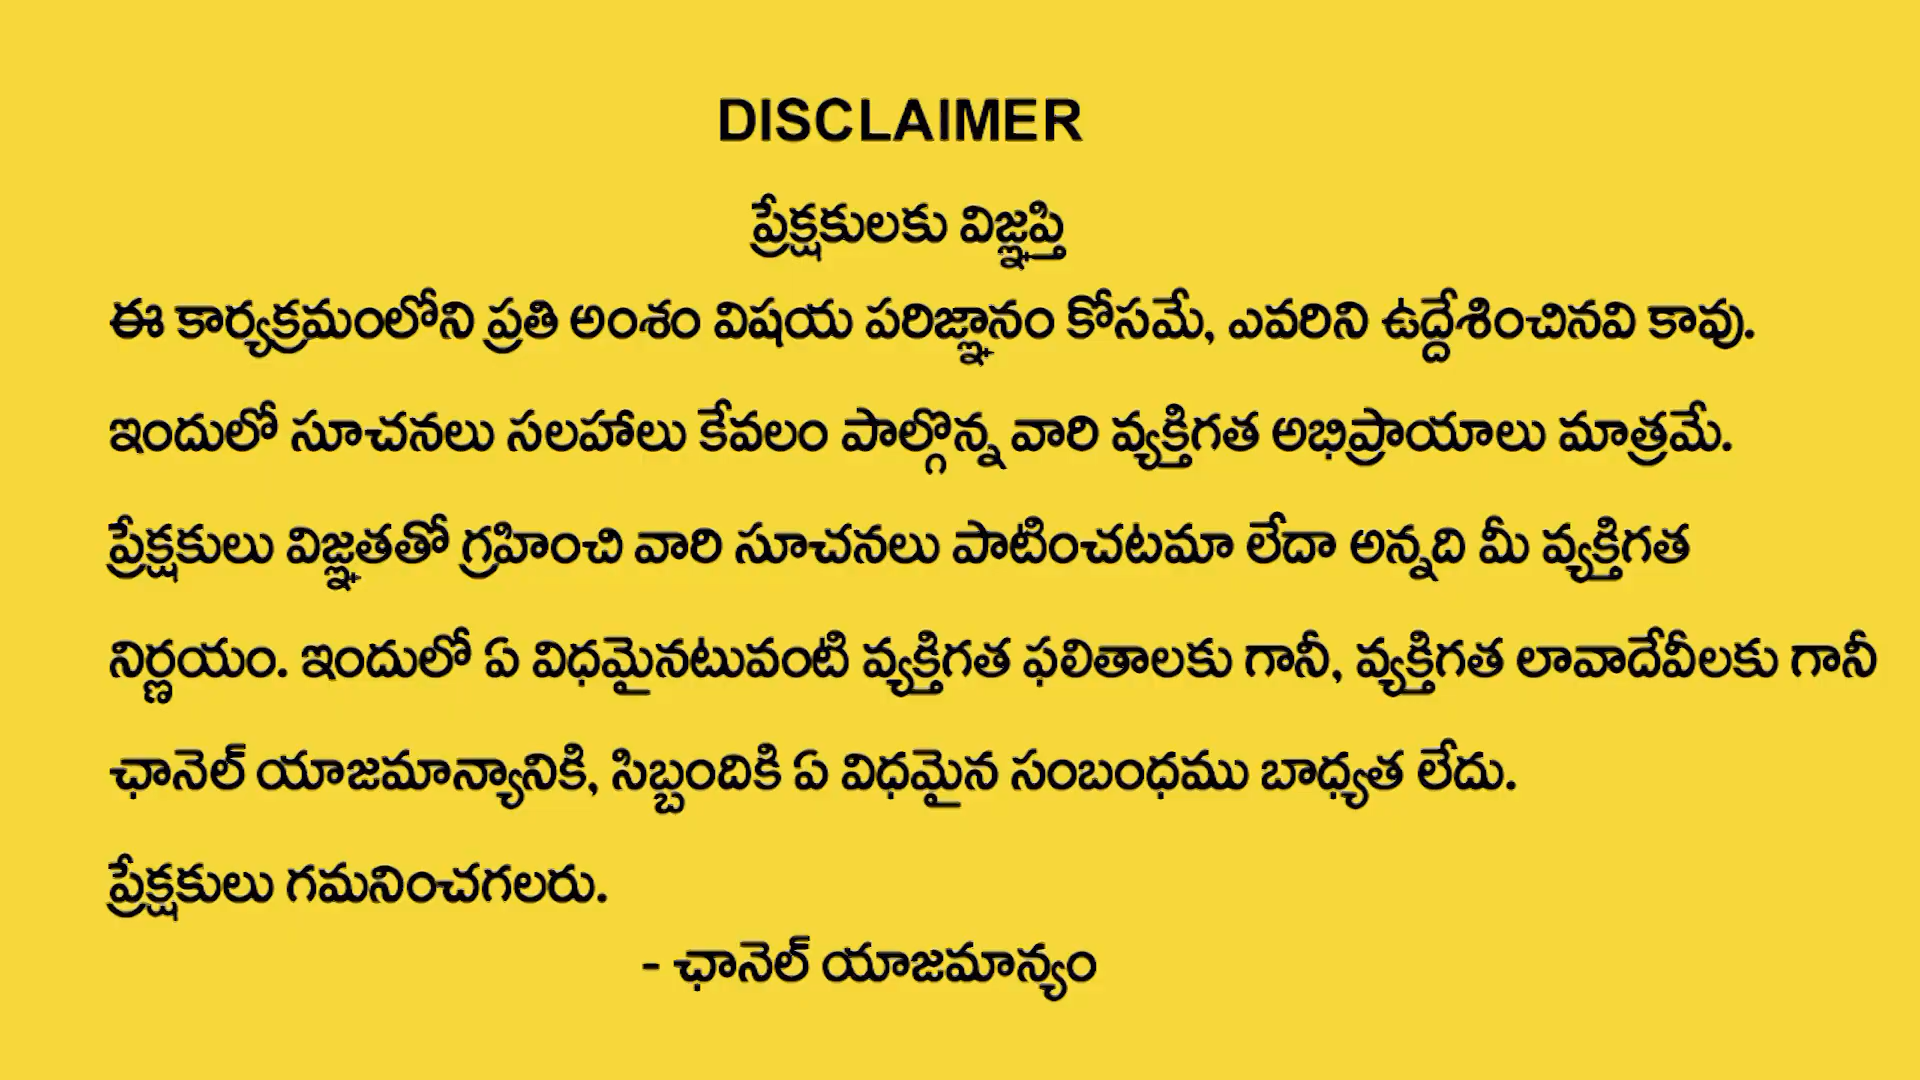 DISCLAIMER
ప్రేక్షకులకు విజ్ఞప్తి
ఈ కార్యక్రమంలోని ప్రతి అంశం విషయ పరిజ్ఞానం కోసమే, ఎవరిని ఉద్దేశించినవి కావు.
ఇందులో సూచనలు సలహాలు కేవలం పాల్గొన్న వారి వ్యక్తిగత అభిప్రాయాలు మాత్రమే.
ప్రేక్షకులు విజ్ఞతతో గ్రహించి వారి సూచనలు పాటించటమా లేదా అన్నది మీ వ్యక్తిగత
నిర్ణయం. ఇందులో ఏ విధమైనటువంటి వ్యక్తిగత ఫలితాలకు గానీ, వ్యక్తిగత లావాదేవీలకు గానీ
ఛానెల్ యాజమాన్యానికి, సిబ్బందికి ఏ విధమైన సంబంధము బాధ్యత లేదు.
ప్రేక్షకులు గమనించగలరు.
- ఛానెల్ యాజమాన్యం